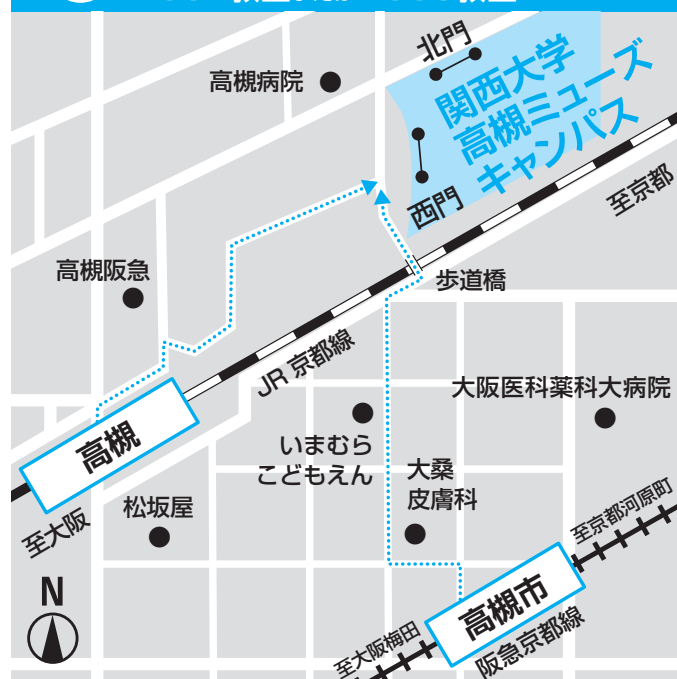 北門
関西大学
高槻ミューズ
キャンパス
高槻病院
西門
至京都
高槻阪急
歩道橋
JR京都線
大阪医科薬科大病院
高槻
いまむら
こどもえん
大桑
皮膚科
至大阪
松坂屋
至京都河原町
N
高槻市
至大阪梅田
阪急京都線